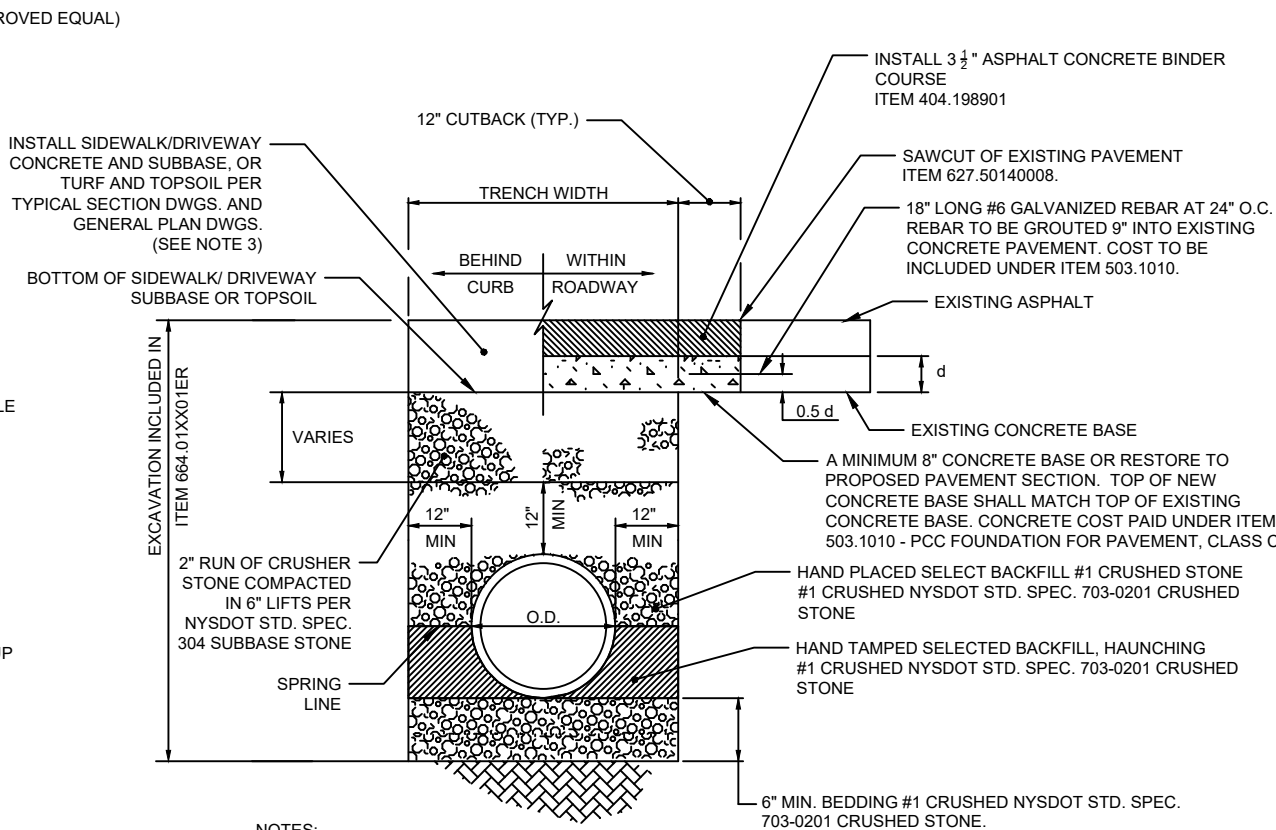 ROVED EQUAL)
INSTALL 3 1/2" ASPHALT CONCRETE BINDER
COURSE
ITEM 404.198901
12" CUTBACK (TYP.)
INSTALL SIDEWALK/DRIVEWAY
CONCRETE AND SUBBASE, OR
TURF AND TOPSOIL PER
TYPICAL SECTION DWGS. AND
GENERAL PLAN DWGS.
(SEE NOTE 3)
SAWCUT OF EXISTING PAVEMENT
ITEM 627.50140008.
TRENCH WIDTH
18" LONG #6 GALVANIZED REBAR AT 24" O.C.
REBAR TO BE GROUTED 9" INTO EXISTING
CONCRETE PAVEMENT. COST TO BE
INCLUDED UNDER ITEM 503.1010.
BEHIND
CURB
WITHIN
ROADWAY
BOTTOM OF SIDEWALK/ DRIVEWAY
SUBBASE OR TOPSOIL
EXISTING ASPHALT
EXCAVATION INCLUDED IN
ITEM 664.01XX01ER
d
0.5 d
LE
VARIES
EXISTING CONCRETE BASE
A MINIMUM 8" CONCRETE BASE OR RESTORE TO
PROPOSED PAVEMENT SECTION. TOP OF NEW
CONCRETE BASE SHALL MATCH TOP OF EXISTING
CONCRETE BASE. CONCRETE COST PAID UNDER ITEM
503.1010 - PCC FOUNDATION FOR PAVEMENT, CLASS C
12"
MIN
12"
MIN
12"
MIN
2" RUN OF CRUSHER
STONE COMPACTED
IN 6" LIFTS PER
NYSDOT STD. SPEC.
304 SUBBASE STONE
HAND PLACED SELECT BACKFILL #1 CRUSHED STONE
#1 CRUSHED NYSDOT STD. SPEC. 703-0201 CRUSHED
STONE
O.D.
UP
HAND TAMPED SELECTED BACKFILL, HAUNCHING
#1 CRUSHED NYSDOT STD. SPEC. 703-0201 CRUSHED
STONE
SPRING
LINE
6" MIN. BEDDING #1 CRUSHED NYSDOT STD. SPEC.
703-0201 CRUSHED STONE.
NOTES: